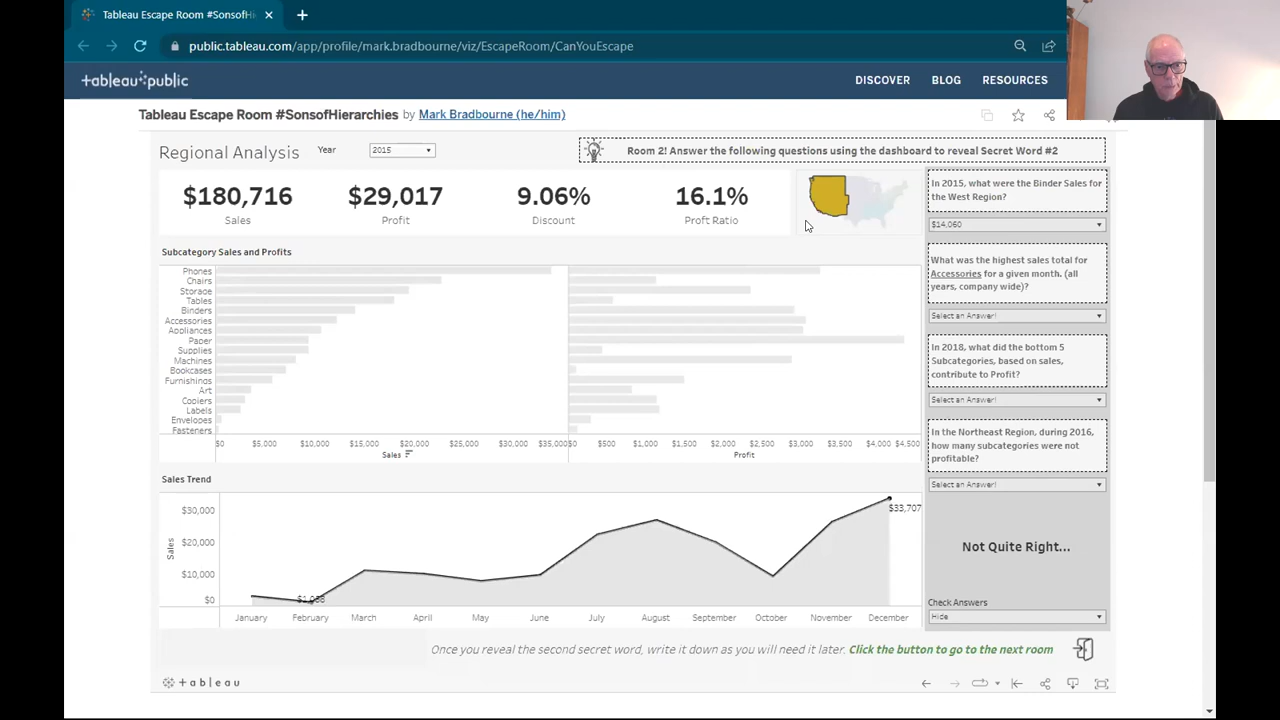 Tableau Escape Room #SonsofHi
public.tableau.com/app/profile/mark.bradbourne/viz/EscapeRoom/CanYouEscape
+ableau public
DISCOVER
BLOG
RESOURCES
Tableau Escape Room #SonsofHierarchies by Mark Bradbourne (he/him)
Regional Analysis
Year
2015
Room 2! Answer the following questions using the dashboard to reveal Secret Word #2
$180,716
Sales
$29,017
Profit
9.06%
Discount
16.1%
Proft Ratio
In 2015, what were the Binder Sales for
the West Region?
$14,060
What was the highest sales total for
Accessories for a given month. (all
years, company wide)?
Select an Answer!
In 2018, what did the bottom 5
Subcategories, based on sales,
contribute to Profit?
Select an Answer!
In the Northeast Region, during 2016,
how many subcategories were not
profitable?
Select an Answer!
Not Quite Right...
Check Answers
Hide
Subcategory Sales and Profits
Phones
Chairs
Storage
Tables
Binders
Accessories
Appliances
Paper
Supplies
Machines
Bookcases
Furnishings
Art
Copiers
Labels
Envelopes
Fasteners
$0 $5,000 $10,000 $15,000 $20,000 $25,000 $30,000 $35,000
Sales
$0 $500 $1,000 $1,500 $2,000 $2,500 $3,000 $3,500 $4,000 $4,500
Profit
Sales Trend
Sales
$30,000
$20,000
$10,000
$0
$33,707
January February March April May June July August September October November December
Once you reveal the second secret word, write it down as you will need it later. Click the button to go to the next room
+ableau